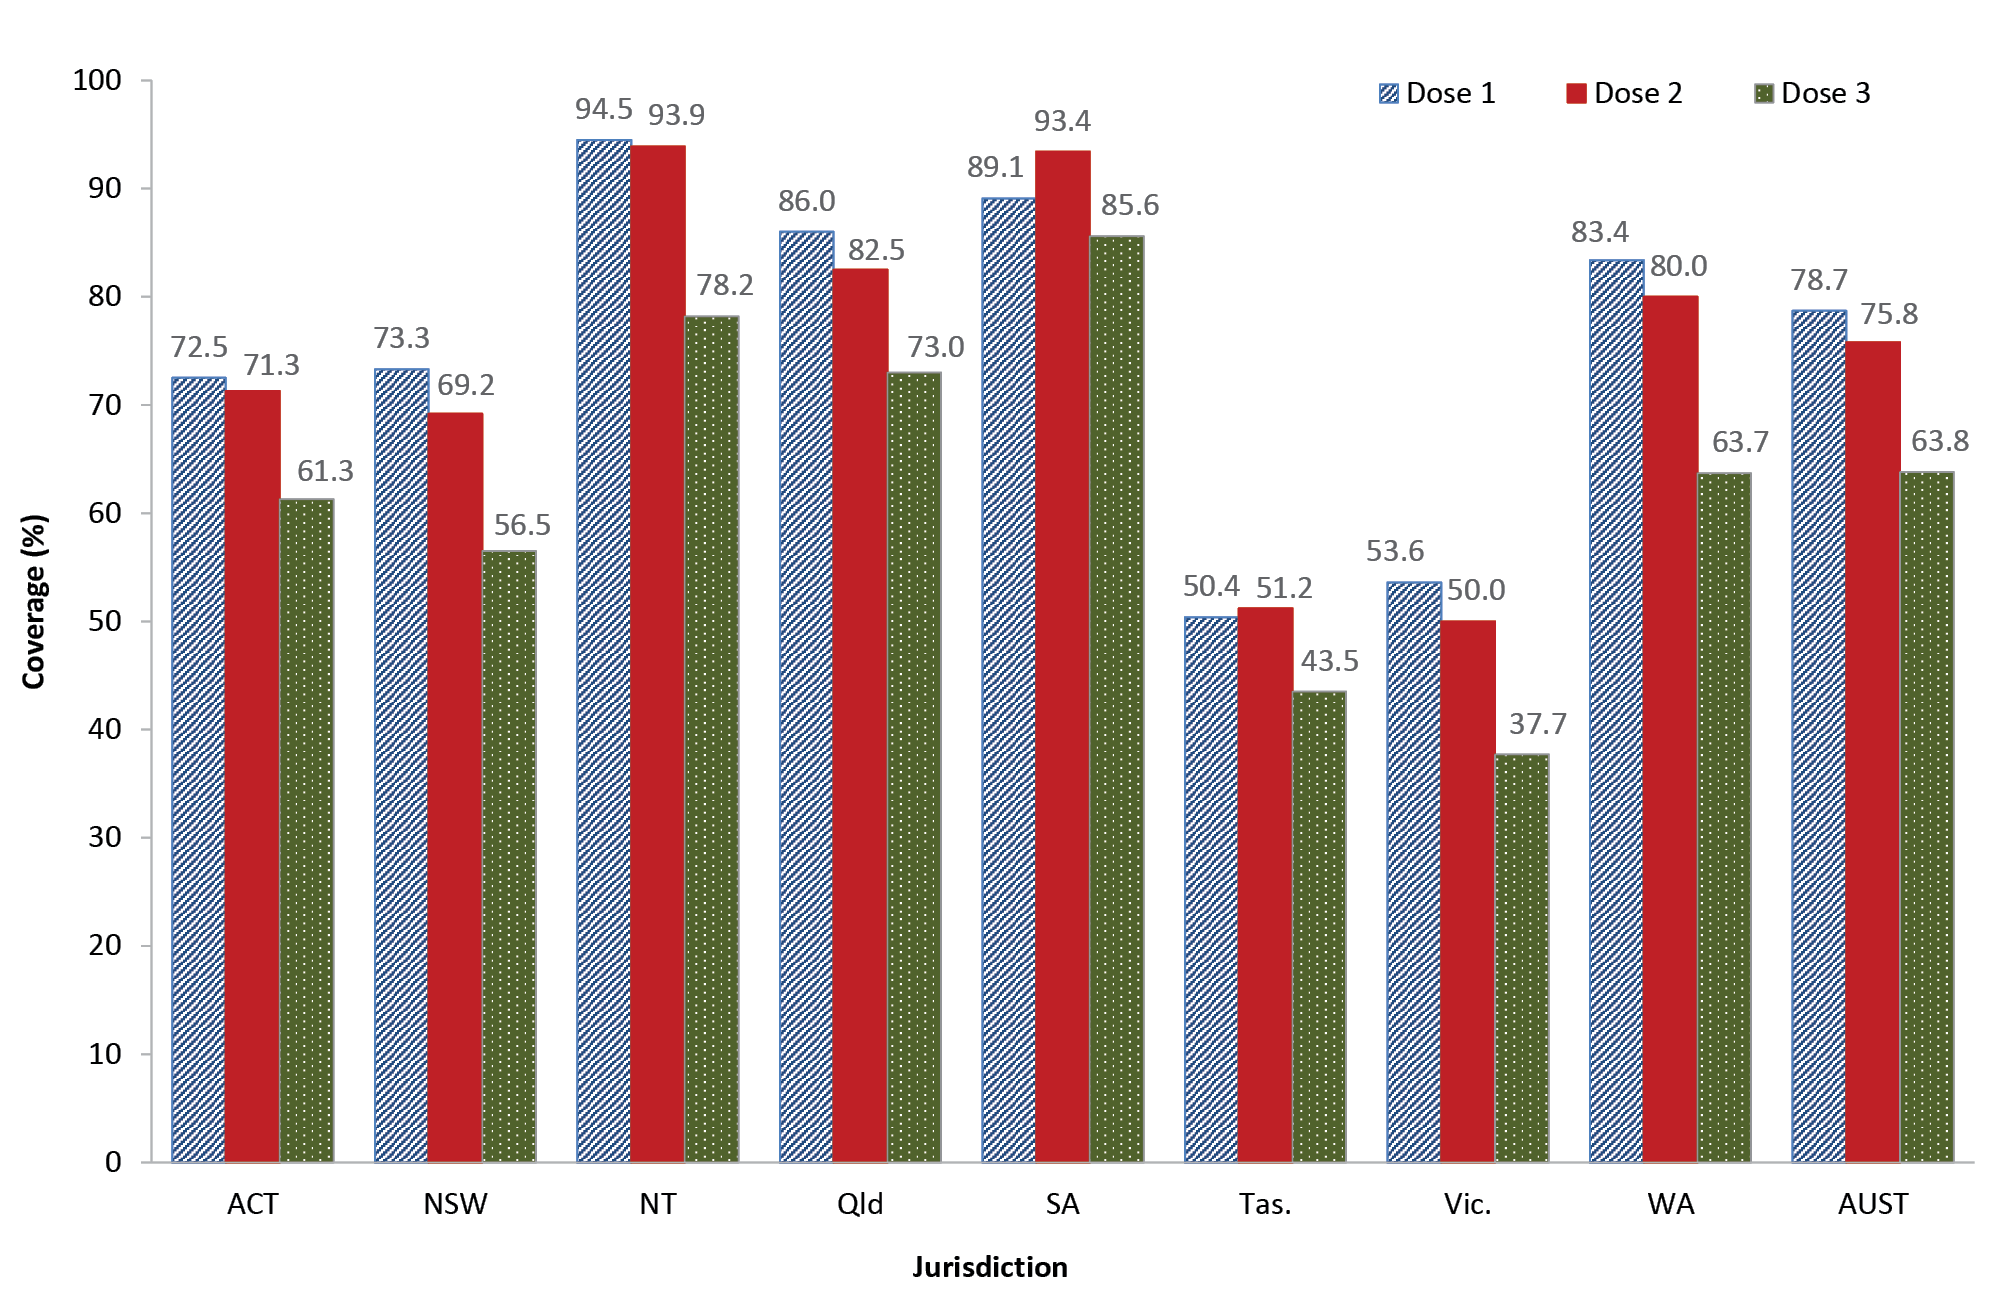 Dose 1 Dose 2 Dose 3
Coverage (%)
100
90
80
70
60
50
40
30
20
10
0
72.5 71.3 61.3
73.3 69.2 56.5
94.5 93.9 78.2
86.0 82.5 73.0
89.1 93.4 85.6
50.4 51.2 43.5
53.6 50.0 37.7
83.4 80.0 63.7
78.7 75.8 63.8
ACT NSW NT Qld SA Tas. Vic. WA AUST
Jurisdiction